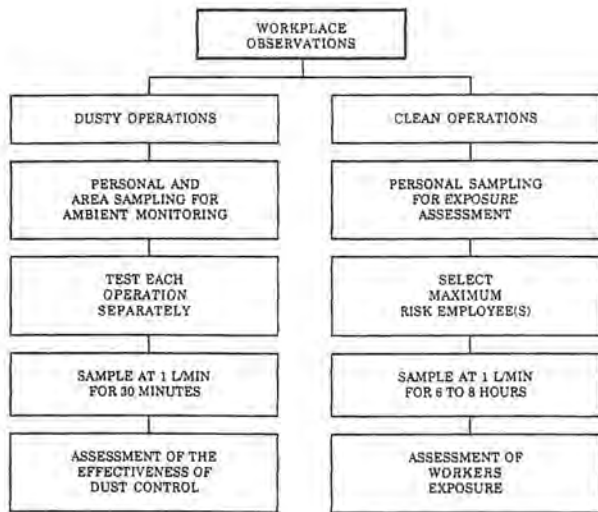 WORKPLACE
OBSERVATIONS
DUSTY OPERATIONS
PERSONAL AND
AREA SAMPLING FOR
AMBIENT MONITORING
TEST EACH
OPERATION
SEPARATELY
SAMPLE AT 1 L/MIN
FOR 30 MINUTES
ASSESSMENT OF THE
EFFECTIVENESS OF
DUST CONTROL
CLEAN OPERATIONS
PERSONAL SAMPLING
FOR EXPOSURE
ASSESSMENT
SELECT
MAXIMUM
RISK EMPLOYEE(S)
SAMPLE AT 1 L/MIN
FOR 6 TO 8 HOURS
ASSESSMENT OF
WORKERS
EXPOSURE